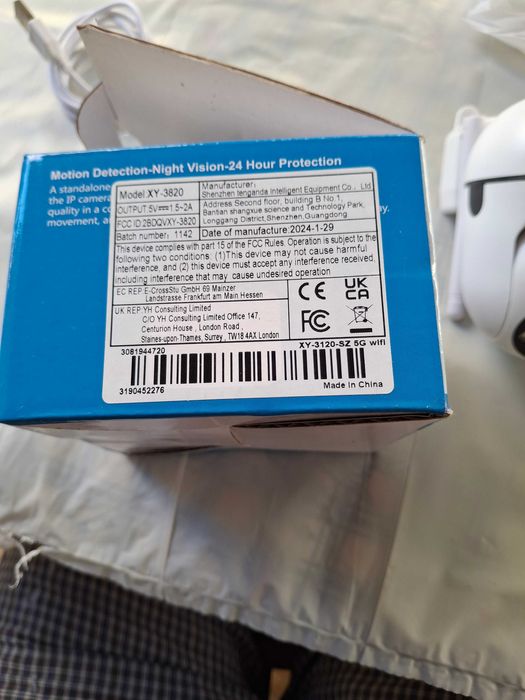 Motion Detection-Night Vision-24 Hour Protection
A standalone
the IP camera
quality in a co
movement, an
ay.
Model XY-3820
OUTPUT:5V⎓1.5~2A
FCC ID:2BDQVXY-3820
Batch number: 1142
Manufacturer:
Shenzhen tenganda Intelligent Equipment Co., Ltd
Address:Second floor, building B No.1,
Bantian shangxue science and Technology Park,
Longgang District,Shenzhen,Guangdong
Date of manufacture:2024-1-29
This device complies with part 15 of the FCC Rules. Operation is subject to the
following two conditions: (1)This device may not cause harmful
interference, and (2) this device must accept any interference received,
including interference that may cause undesired operation
EC REP E-CrossStu GmbH 69 Mainzer
Landstrasse Frankfurt am Main Hessen
UK REP YH Consulting Limited
C/O YH Consulting Limited Office 147,
Centurion House , London Road ,
Staines-upon-Thames, Surrey , TW18 4AX London
CE
UK
CA
FC
3081944720
XY-3120-SZ 5G wifi
3190452276
Made in China